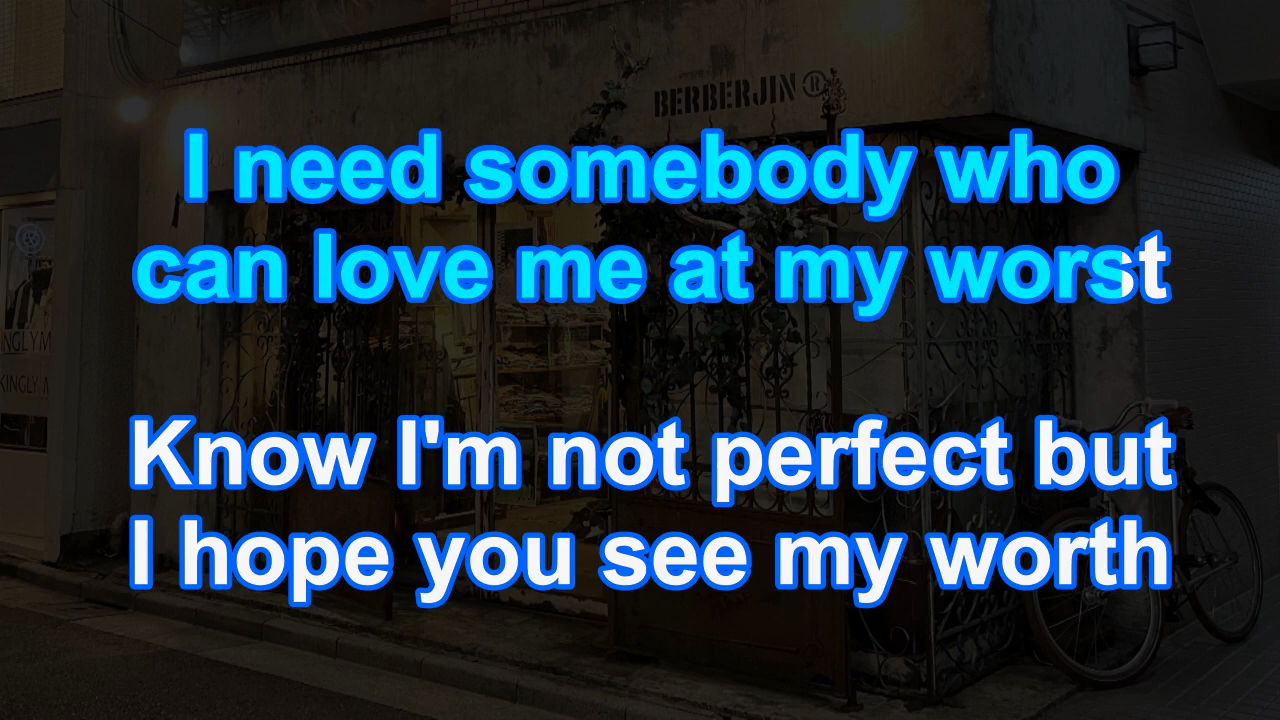 BERBERJIN ®
I need somebody who
can love me at my worst
Know I'm not perfect but
I hope you see my worth
KINGLY